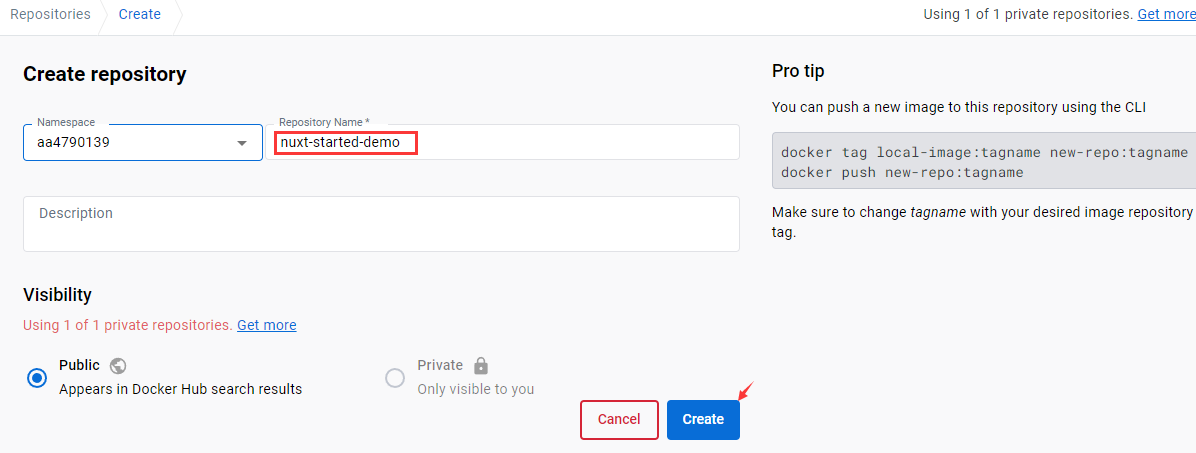 Repositories
Create
Using 1 of 1 private repositories. Get more
Create repository
Namespace
aa4790139
Repository Name *
nuxt-started-demo
Description
Visibility
Using 1 of 1 private repositories. Get more
Public
Appears in Docker Hub search results
Private
Only visible to you
Cancel
Create
Pro tip
You can push a new image to this repository using the CLI
docker tag local-image:tagname new-repo:tagname
docker push new-repo:tagname
Make sure to change tagname with your desired image repository
tag.